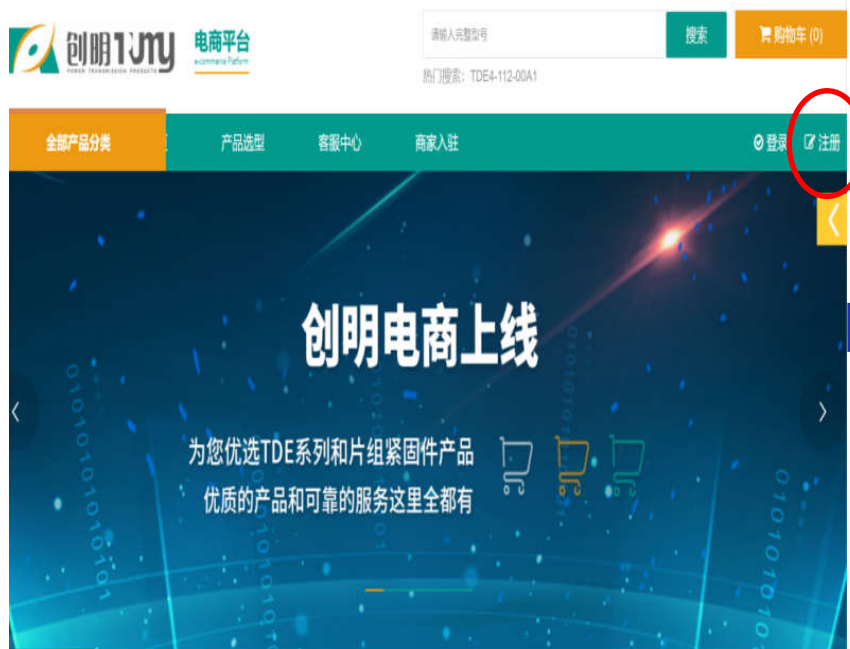 创明
电商平台
POWER TRANSMISSION PRODUCTS
e-commerce Platform
请输入完整型号
搜索
购物车 (0)
热门搜索: TDE4-112-00A1
全部产品分类
产品选型
客服中心
商家入驻
登录
注册
创明电商上线
为您优选TDE系列和片组紧固件产品
优质的产品和可靠的服务这里全都有